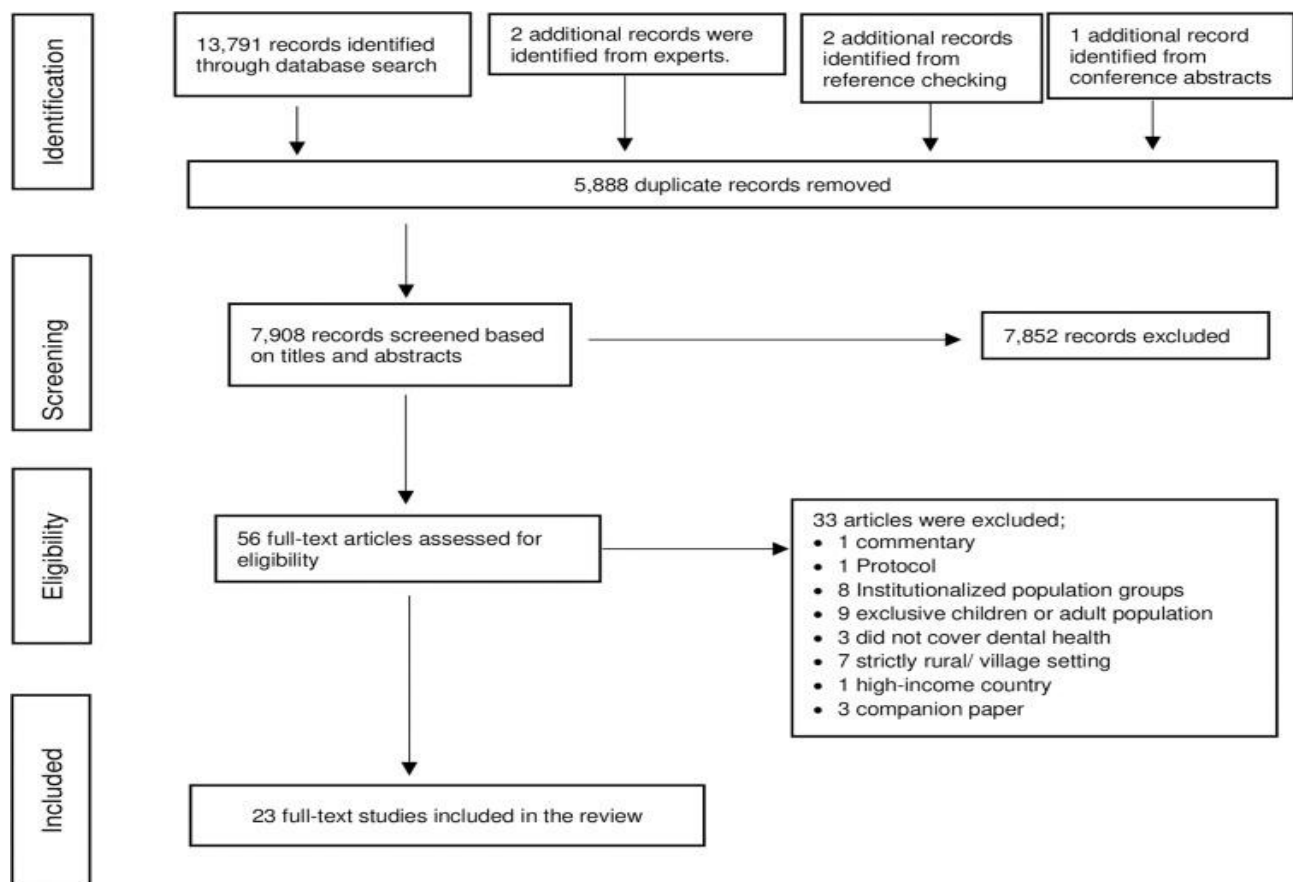 Identification
13,791 records identified
through database search
2 additional records were
identified from experts.
2 additional records
identified from
reference checking
1 additional record
identified from
conference abstracts
5,888 duplicate records removed
Screening
7,908 records screened based
on titles and abstracts
7,852 records excluded
Eligibility
56 full-text articles assessed for
eligibility
33 articles were excluded;
• 1 commentary
• 1 Protocol
• 8 Institutionalized population groups
• 9 exclusive children or adult population
• 3 did not cover dental health
• 7 strictly rural/ village setting
• 1 high-income country
• 3 companion paper
Included
23 full-text studies included in the review